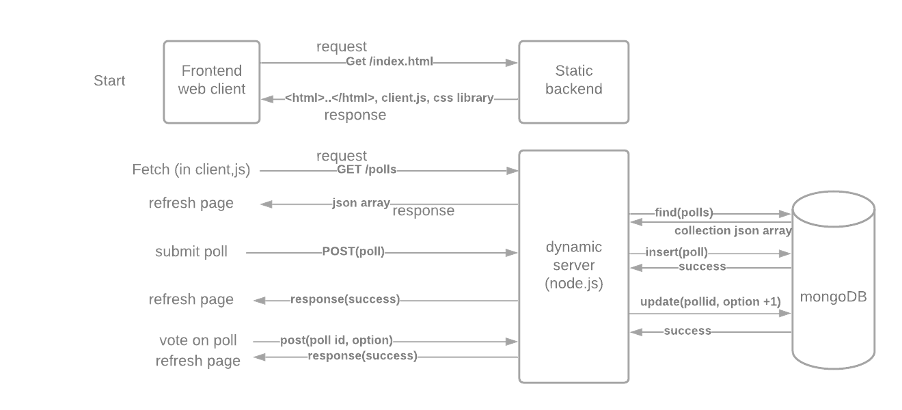 request
Get /index.html
Start
Frontend
web client
Static
backend
<html>..</html>, client.js, css library
response
request
Fetch (in client,js)
GET /polls
refresh page
json array
response
find(polls)
collection json array
submit poll
POST(poll)
dynamic
server
(node.js)
insert(poll)
success
mongoDB
refresh page
response(success)
update(pollid, option +1)
success
vote on poll
post(poll id, option)
refresh page
response(success)